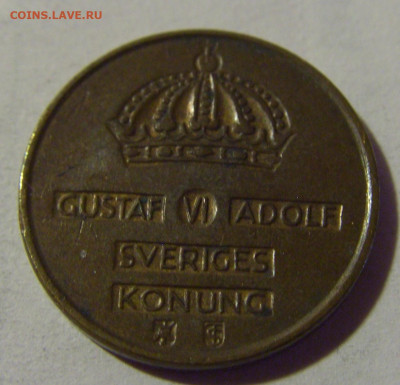 COINS.LAVE.RU
GUSTAF VI ADOLF
SVERIGES
KONUNG